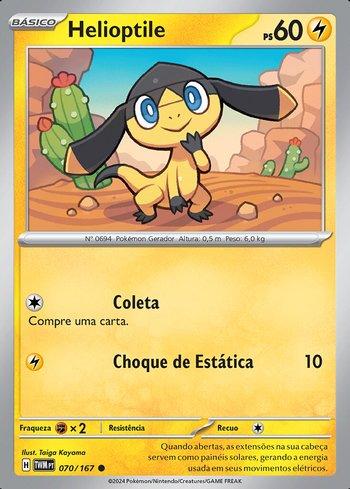 BÁSICO Helioptile PS60
Nº 0694 Pokémon Gerador Altura: 0,5 m Peso: 6,0 kg
Coleta
Compre uma carta.
Choque de Estática 10
Fraqueza × 2 Resistência Recuo
Ilust. Taiga Kayama
H TWM PT 070/167
Quando abertas, as extensões na sua cabeça
servem como painéis solares, gerando a energia
usada em seus movimentos elétricos.
©2024 Pokémon/Nintendo/Creatures/GAME FREAK